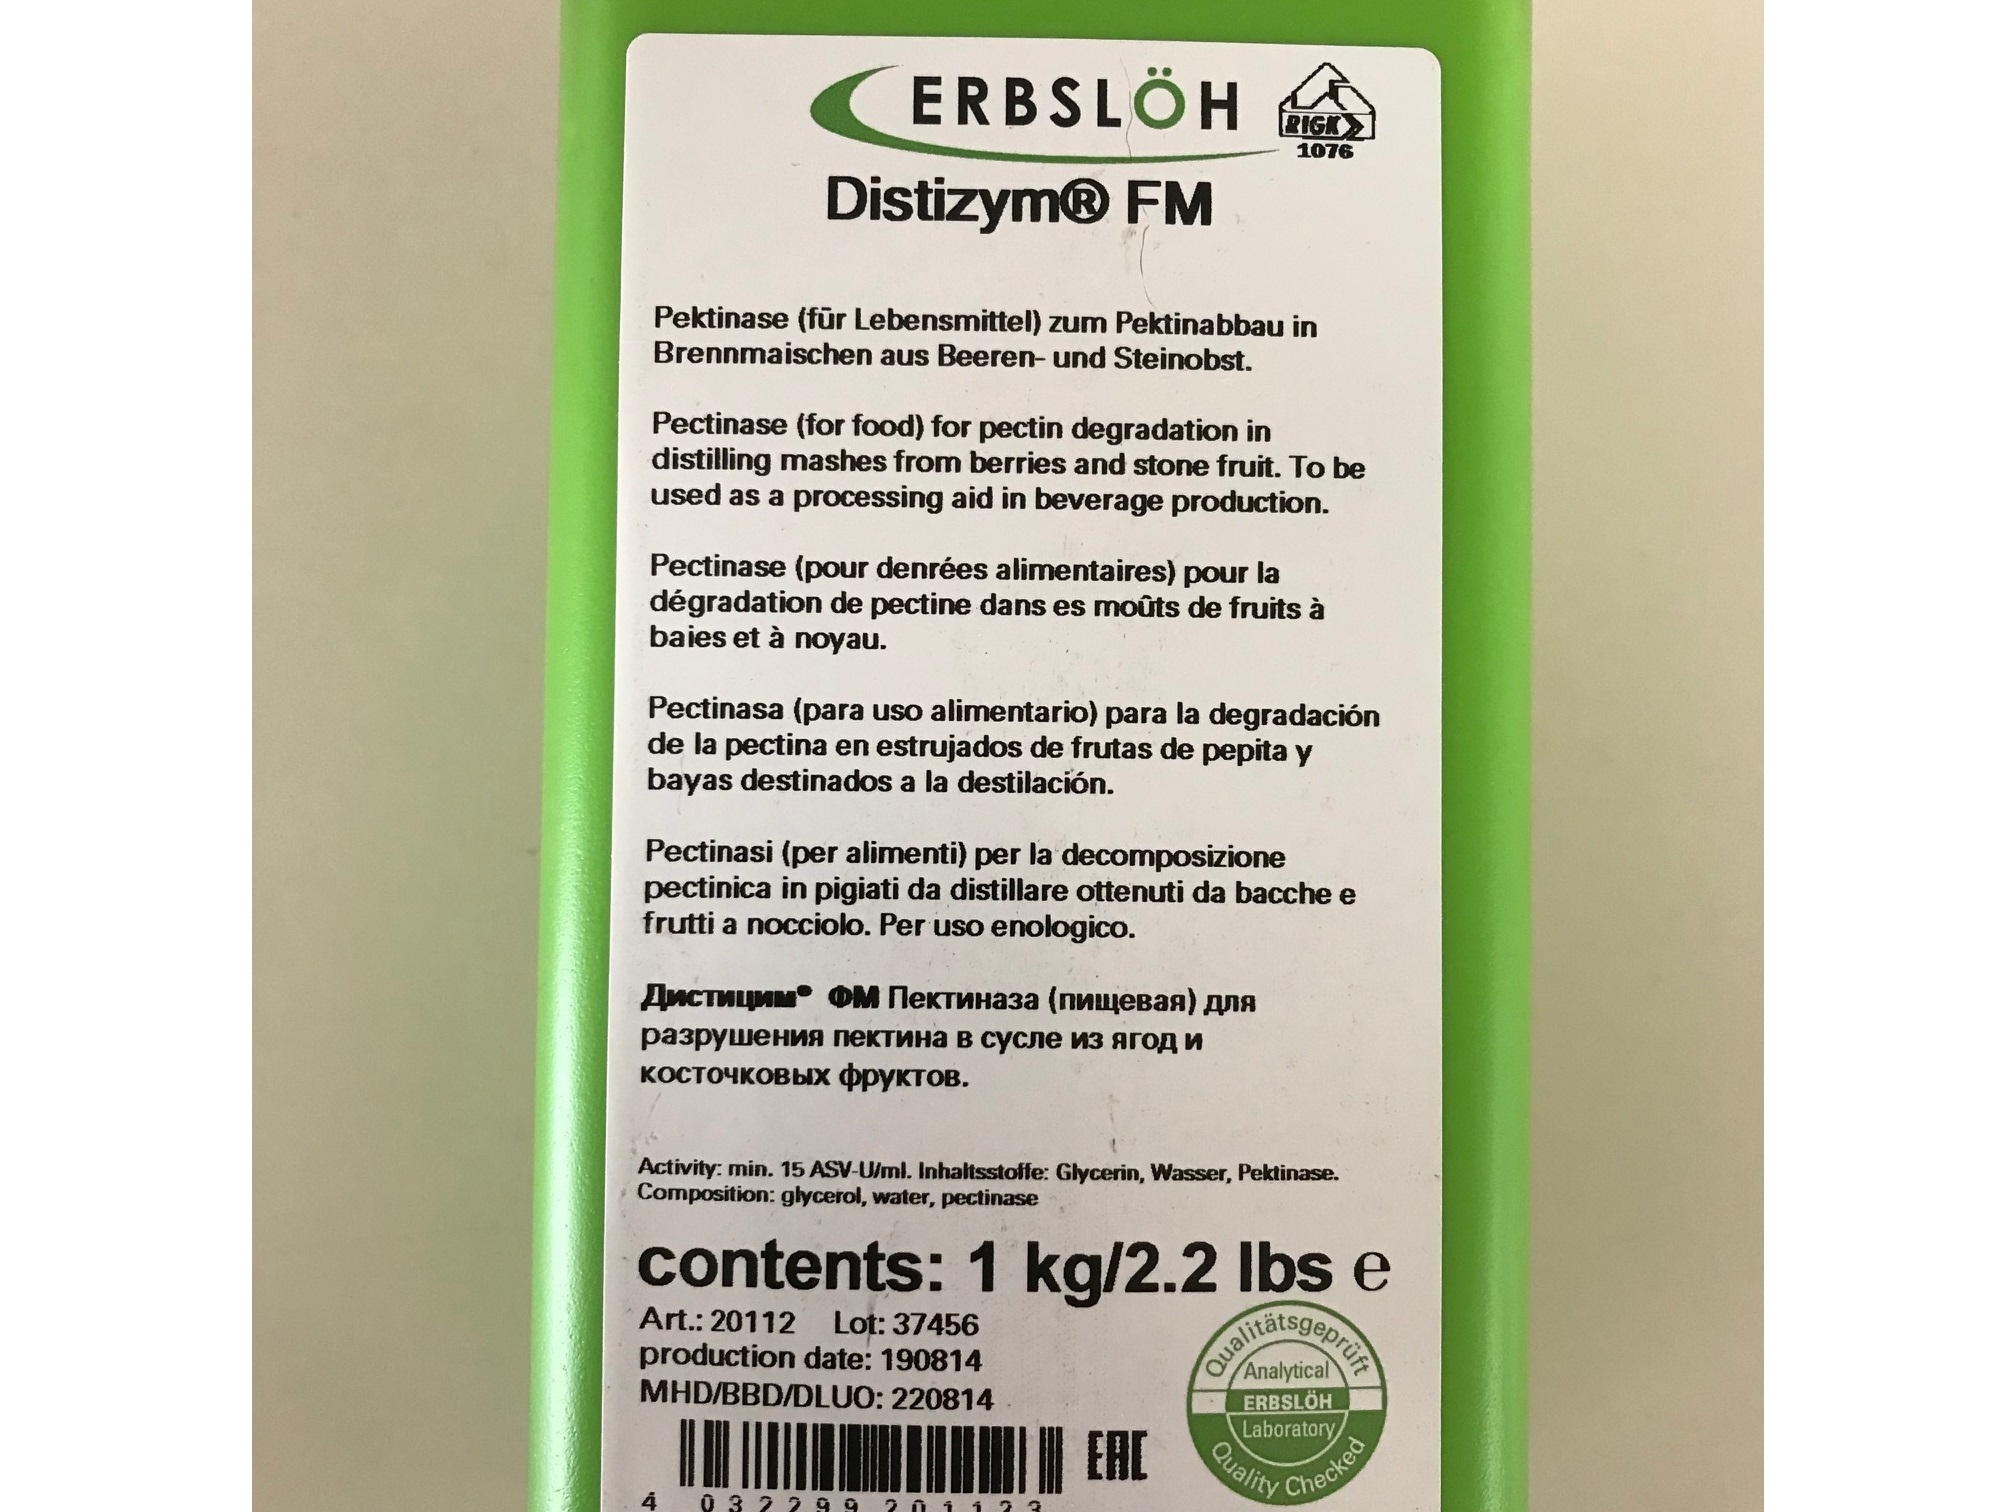 ERBSLÖH
RIGK
1076
Distizym® FM
Pektinase (für Lebensmittel) zum Pektinabbau in
Brennmaischen aus Beeren- und Steinobst.
Pectinase (for food) for pectin degradation in
distilling mashes from berries and stone fruit. To be
used as a processing aid in beverage production.
Pectinase (pour denrées alimentaires) pour la
dégradation de pectine dans es moûts de fruits à
baies et à noyau.
Pectinasa (para uso alimentario) para la degradación
de la pectina en estrujados de frutas de pepita y
bayas destinados a la destilación.
Pectinasi (per alimenti) per la decomposizione
pectinica in pigiati da distillare ottenuti da bacche e
frutti a nocciolo. Per uso enologico.
Дистицим® ФМ Пектиназа (пищевая) для
разрушения пектина в сусле из ягод и
косточковых фруктов.
Activity: min. 15 ASV-U/ml. Inhaltsstoffe: Glycerin, Wasser, Pektinase.
Composition: glycerol, water, pectinase
contents: 1 kg/2.2 lbs e
Art.: 20112 Lot: 37456
production date: 190814
MHD/BBD/DLUO: 220814
Qualitätsgeprüft
Analytical
ERBSLÖH
Laboratory
Quality Checked
EAC
4 032299 201123